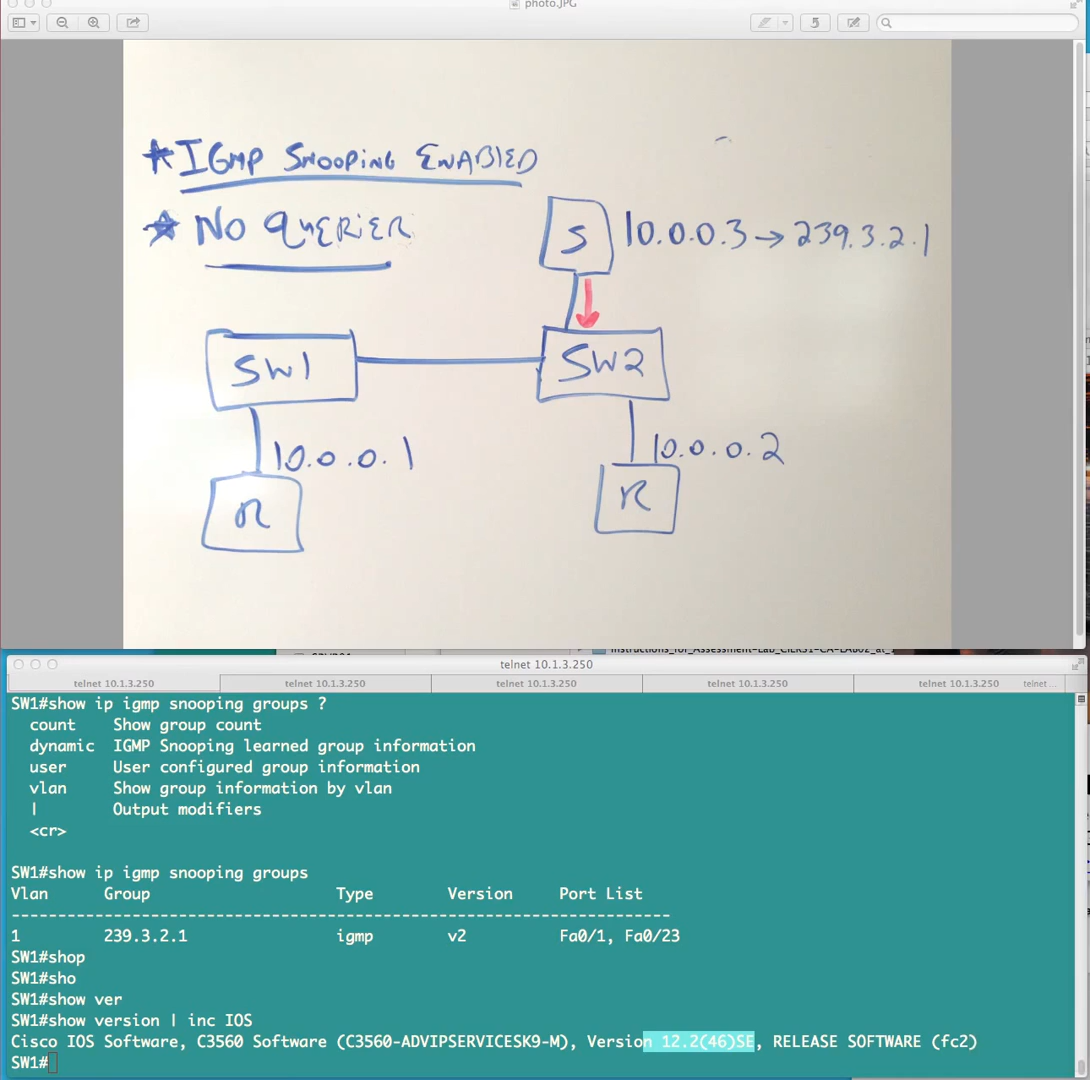 photo.JPG
5
★IGMP SNOOPING ENABLED
★ NO QUERIER
S 10.0.0.3→239.3.2.1
SW1 SW2
10.0.0.1 10.0.0.2
R R
telnet 10.1.3.250
telnet 10.1.3.250 telnet 10.1.3.250 telnet 10.1.3.250 telnet 10.1.3.250 telnet 10.1.3.250 telnet ...
SW1#show ip igmp snooping groups ?
count Show group count
dynamic IGMP Snooping learned group information
user User configured group information
vlan Show group information by vlan
| Output modifiers
<cr>
SW1#show ip igmp snooping groups
Vlan Group Type Version Port List
-----------------------------------------------------------------------
1 239.3.2.1 igmp v2 Fa0/1, Fa0/23
SW1#shop
SW1#sho
SW1#show ver
SW1#show version | inc IOS
Cisco IOS Software, C3560 Software (C3560-ADVIPSERVICESK9-M), Version 12.2(46)SE, RELEASE SOFTWARE (fc2)
SW1#